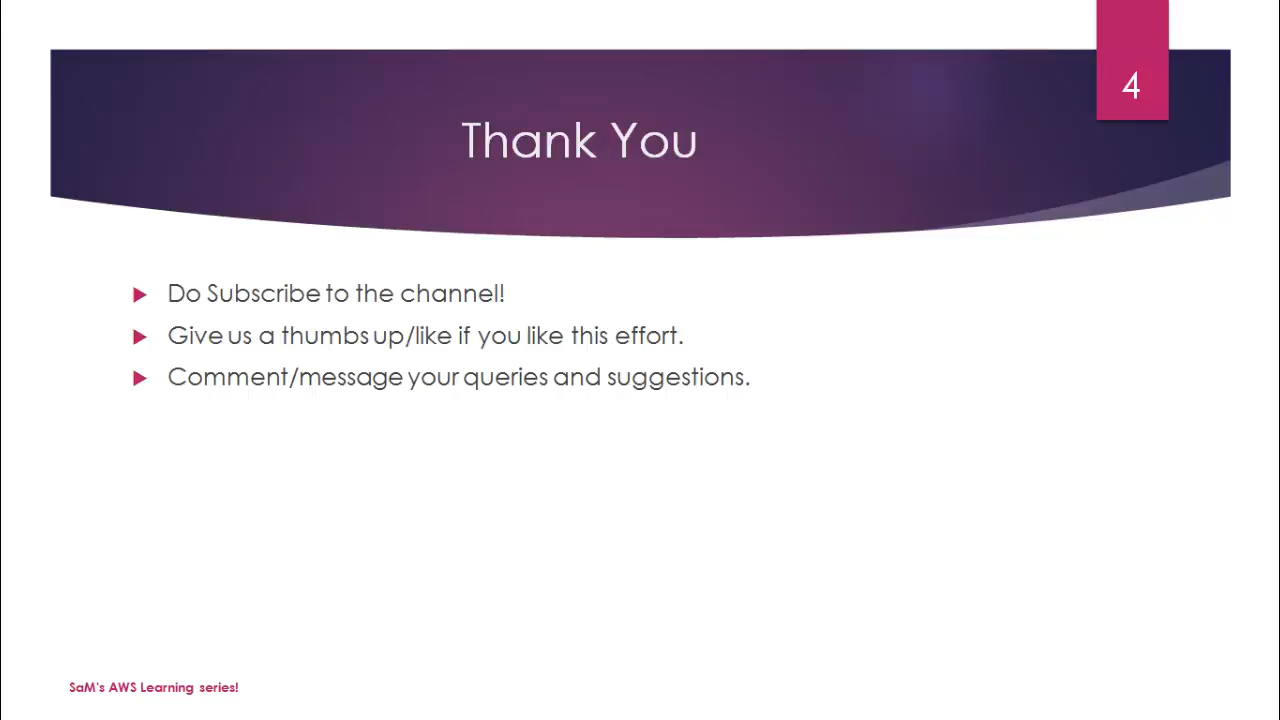 4
Thank You
Do Subscribe to the channel!
Give us a thumbs up/like if you like this effort.
Comment/message your queries and suggestions.
SaM's AWS Learning series!